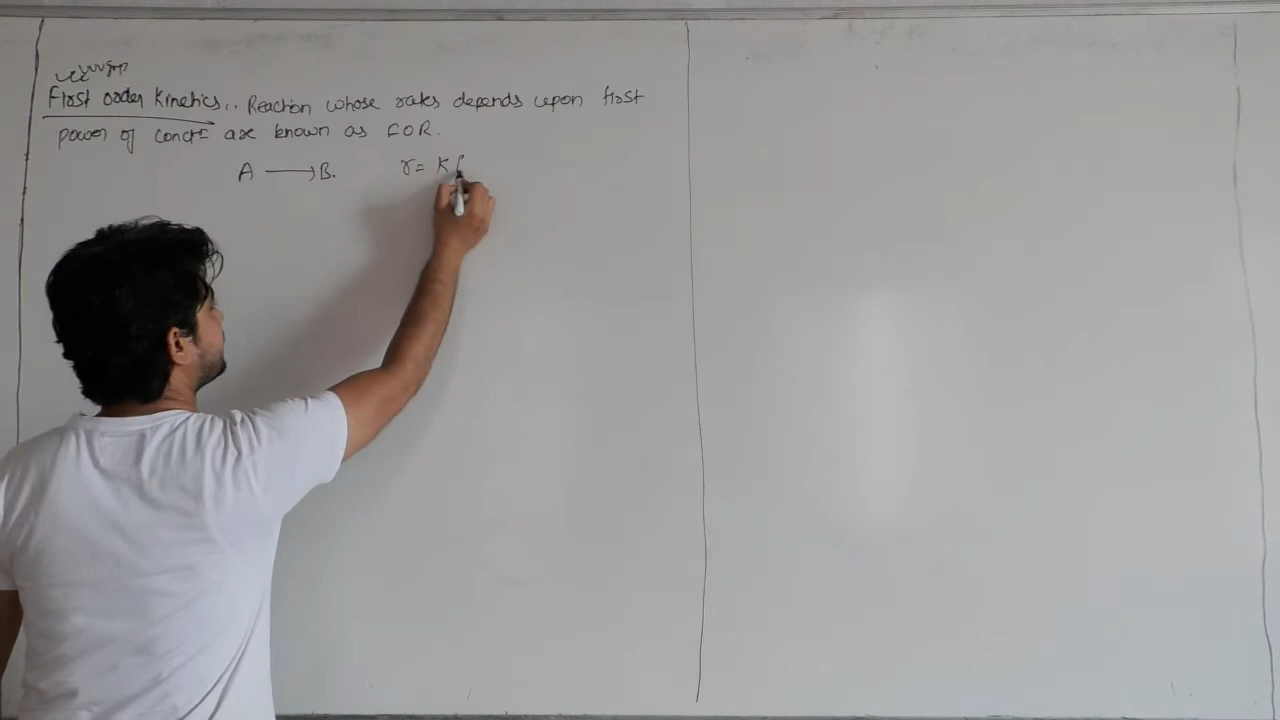 First order Kinetics.. Reaction whose rates depends upon first
power of concn are known as FOR.
A ⟶ B. r = K [